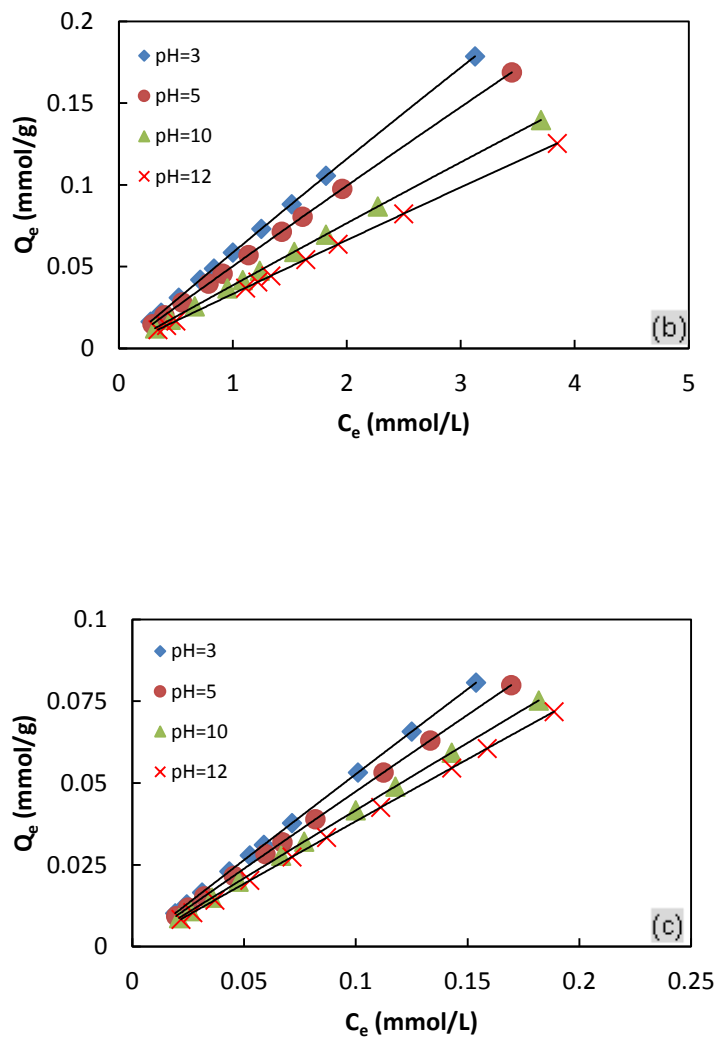 0.2
0.15
0.1
0.05
0
Qe (mmol/g)
pH=3
pH=5
pH=10
pH=12
(b)
0 1 2 3 4 5
Ce (mmol/L)
0.1
0.075
0.05
0.025
0
Qe (mmol/g)
pH=3
pH=5
pH=10
pH=12
(c)
0 0.05 0.1 0.15 0.2 0.25
Ce (mmol/L)